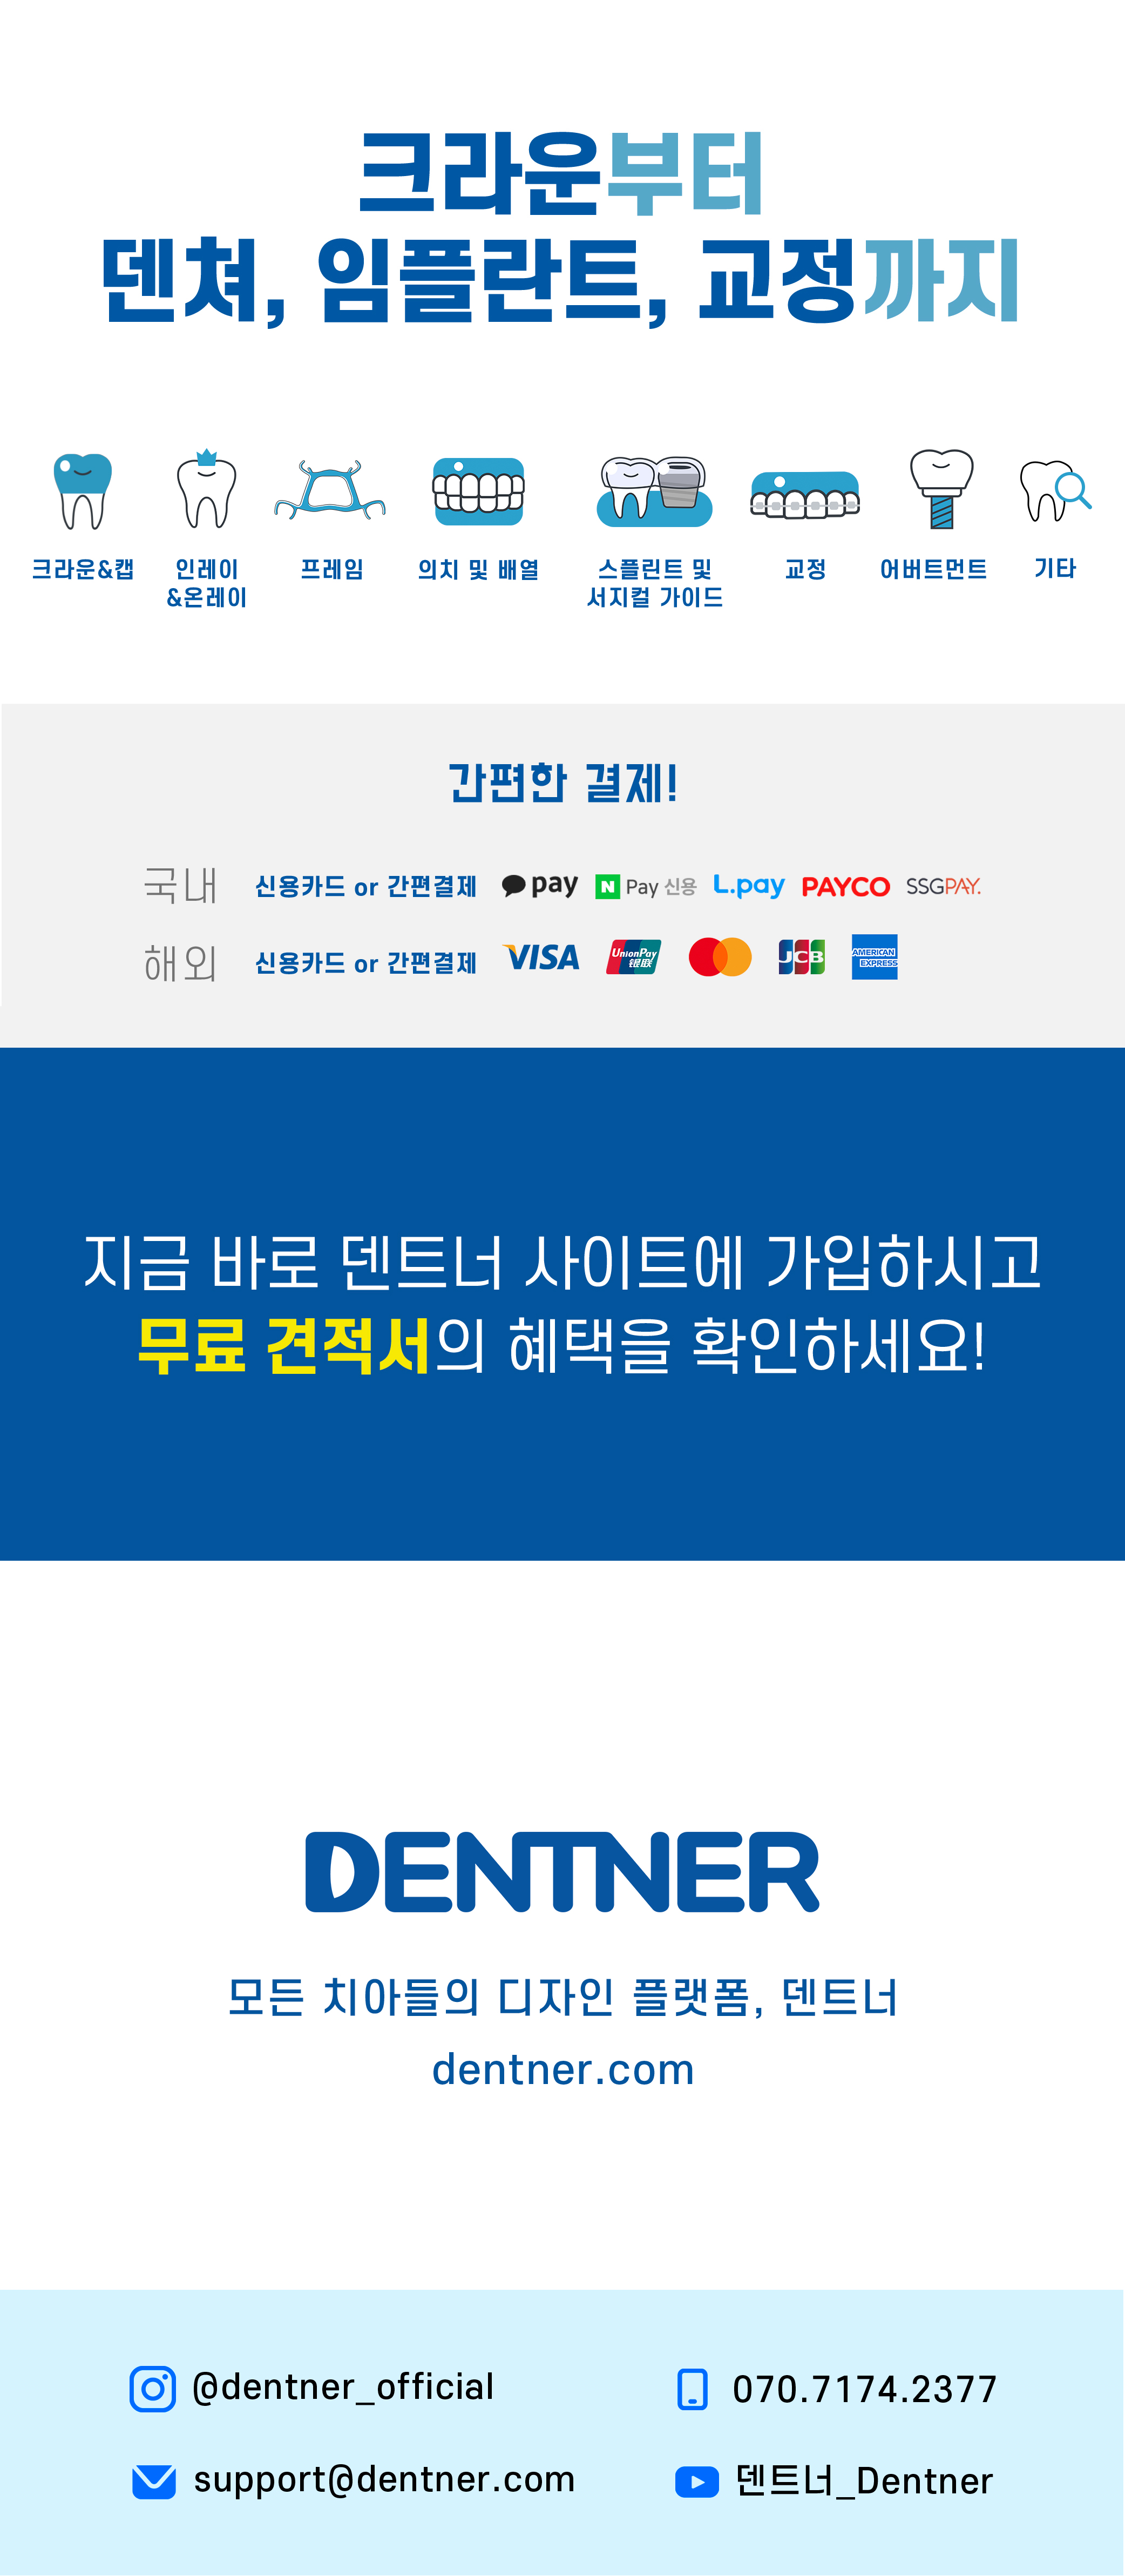 크라운부터
덴쳐, 임플란트, 교정까지
크라운&캡
인레이
&온레이
프레임
의치 및 배열
스플린트 및
서지컬 가이드
교정
어버트먼트
기타
간편한 결제!
국내 신용카드 or 간편결제 pay N Pay 신용 L.pay PAYCO SSGPAY.
해외 신용카드 or 간편결제 VISA UnionPay 银联 JCB AMERICAN EXPRESS
지금 바로 덴트너 사이트에 가입하시고
무료 견적서의 혜택을 확인하세요!
DENTNER
모든 치아들의 디자인 플랫폼, 덴트너
dentner.com
@dentner_official
070.7174.2377
support@dentner.com
덴트너_Dentner